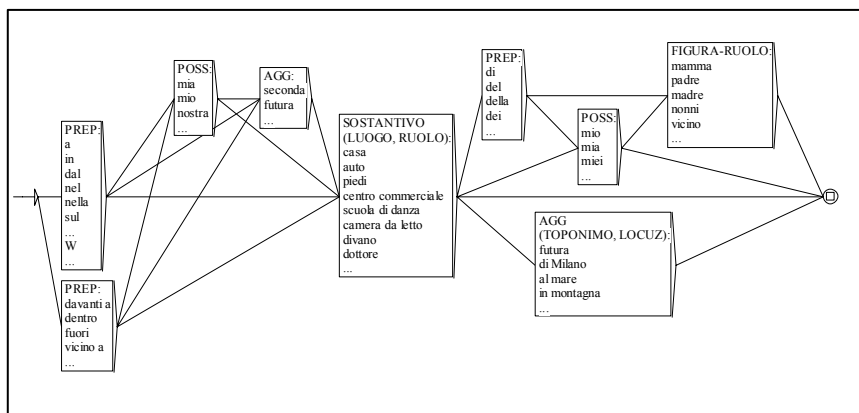 PREP:
a
in
dal
nel
nella
sul
...
W
PREP:
davanti a
dentro
fuori
vicino a
...
POSS:
mia
mio
nostra
...
AGG:
seconda
futura
...
SOSTANTIVO
(LUOGO, RUOLO):
casa
auto
piedi
centro commerciale
scuola di danza
camera da letto
divano
dottore
...
PREP:
di
del
della
dei
...
POSS:
mio
mia
miei
...
FIGURA-RUOLO:
mamma
padre
madre
nonni
vicino
...
AGG
(TOPONIMO, LOCUZ):
futura
di Milano
al mare
in montagna
...